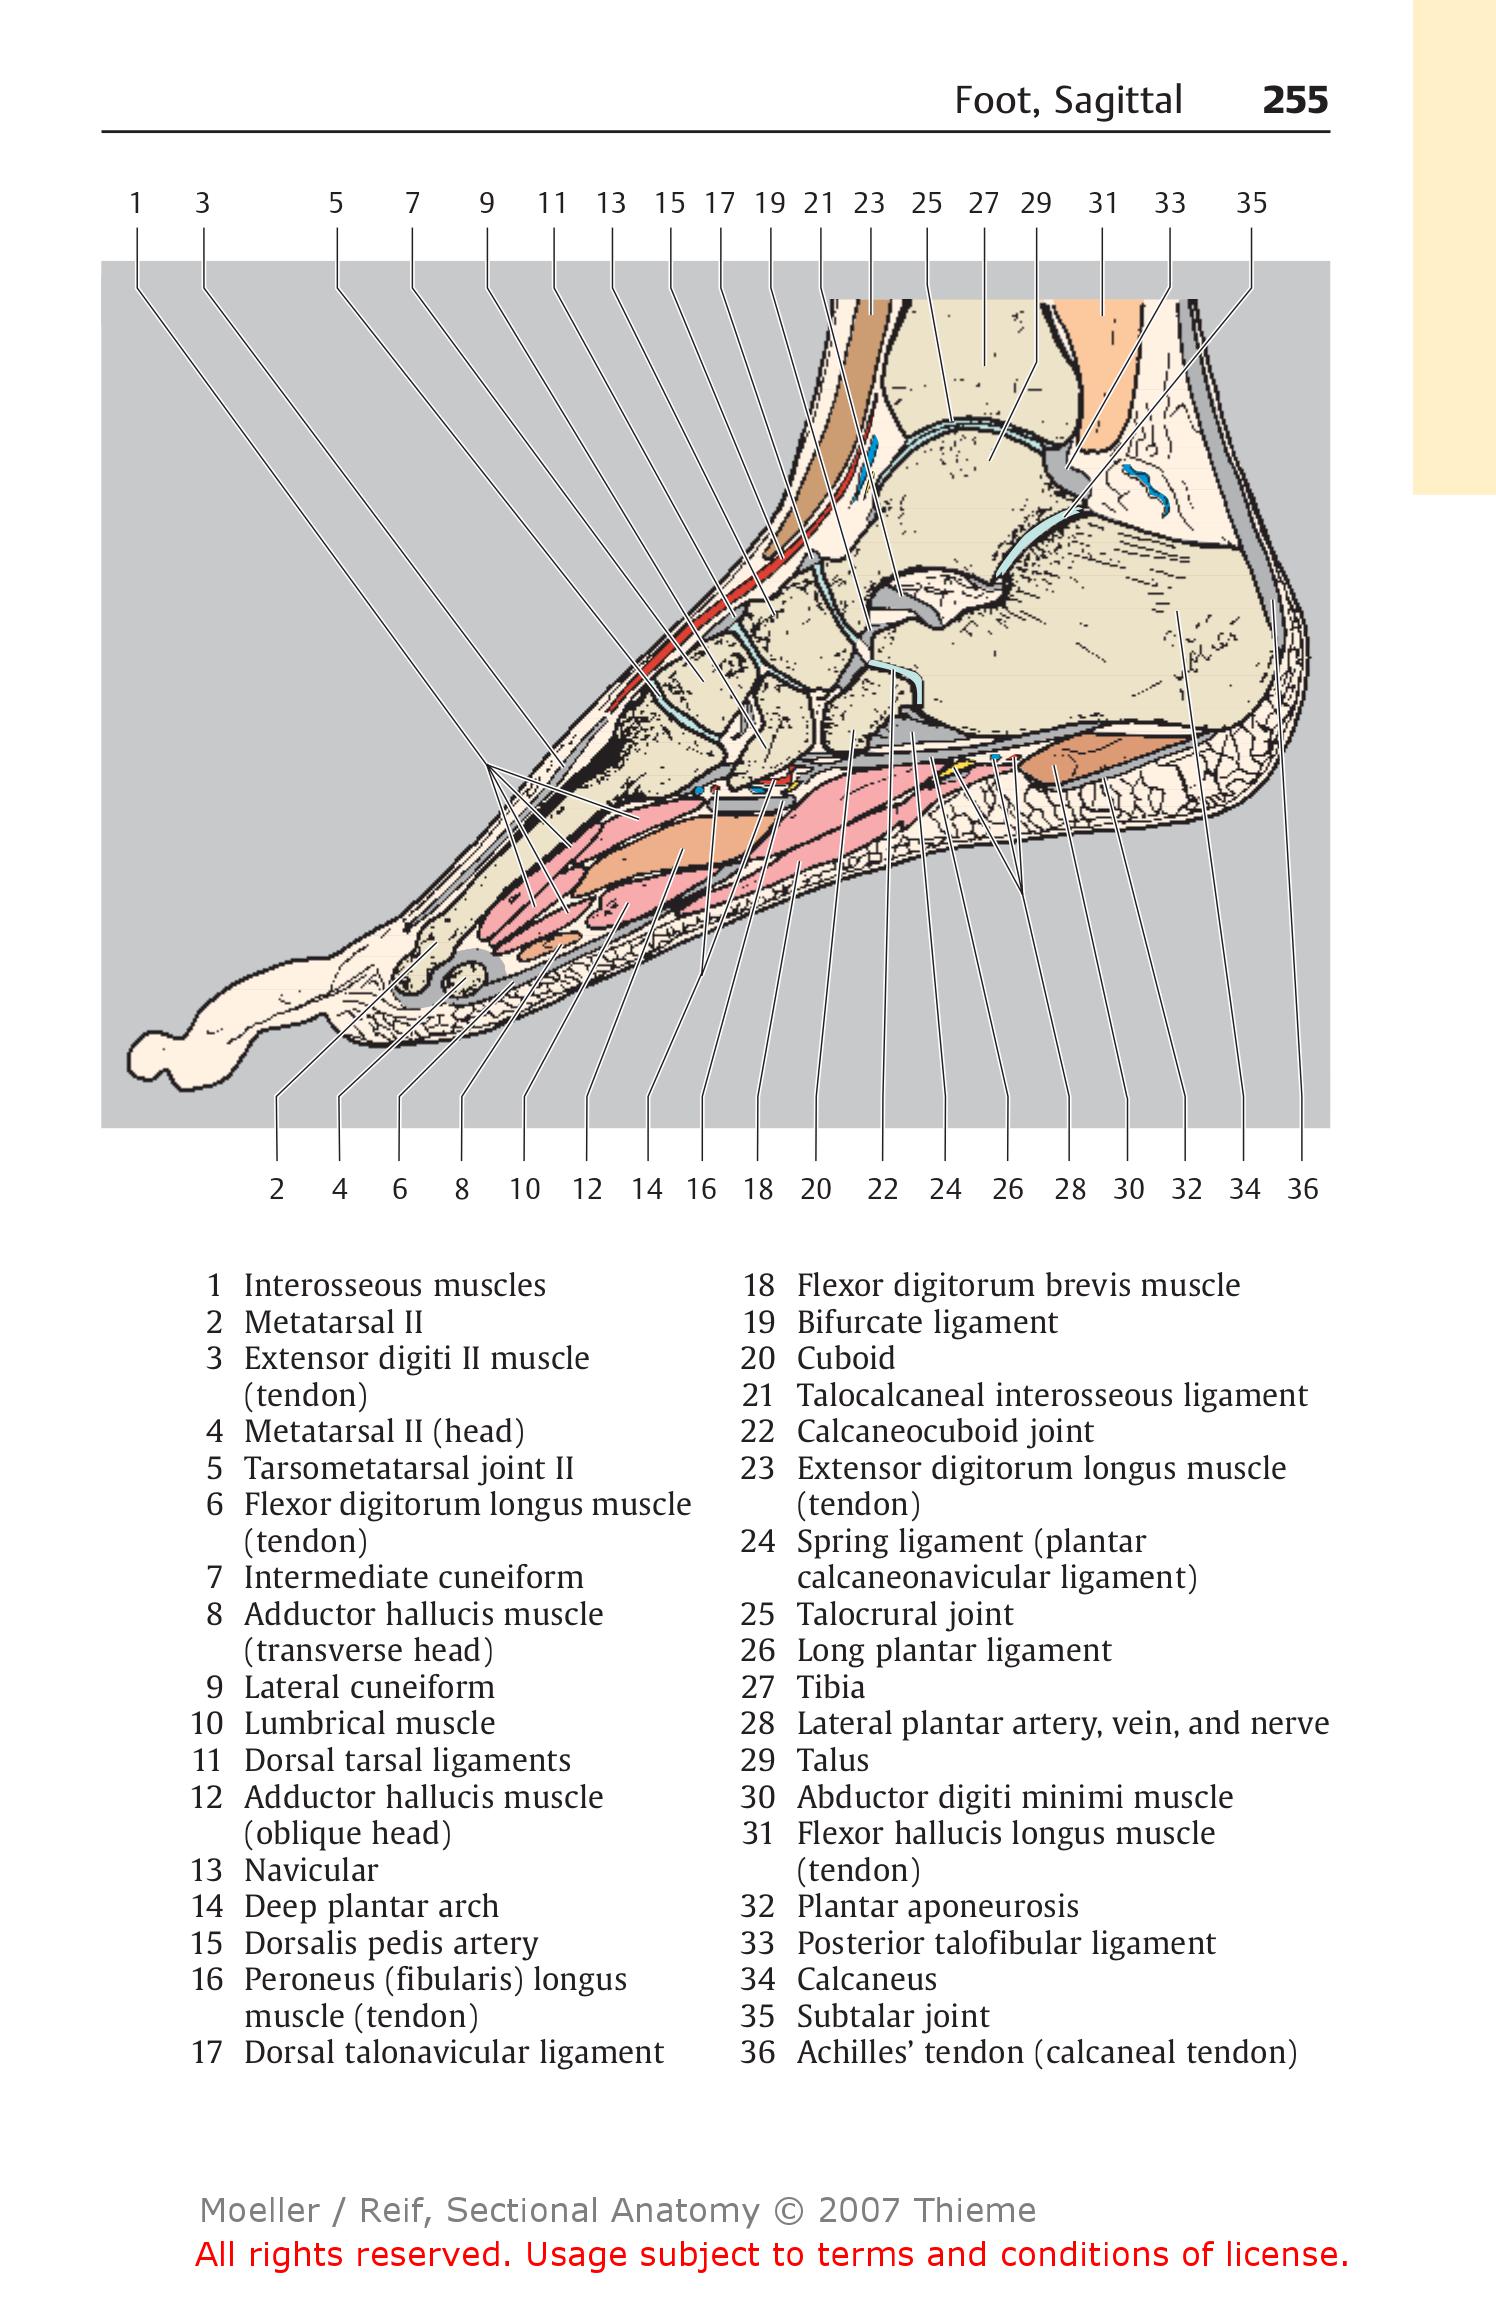 Foot, Sagittal 255
1 3 5 7 9 11 13 15 17 19 21 23 25 27 29 31 33 35
2 4 6 8 10 12 14 16 18 20 22 24 26 28 30 32 34 36
1 Interosseous muscles
2 Metatarsal II
3 Extensor digiti II muscle
(tendon)
4 Metatarsal II (head)
5 Tarsometatarsal joint II
6 Flexor digitorum longus muscle
(tendon)
7 Intermediate cuneiform
8 Adductor hallucis muscle
(transverse head)
9 Lateral cuneiform
10 Lumbrical muscle
11 Dorsal tarsal ligaments
12 Adductor hallucis muscle
(oblique head)
13 Navicular
14 Deep plantar arch
15 Dorsalis pedis artery
16 Peroneus (fibularis) longus
muscle (tendon)
17 Dorsal talonavicular ligament
18 Flexor digitorum brevis muscle
19 Bifurcate ligament
20 Cuboid
21 Talocalcaneal interosseous ligament
22 Calcaneocuboid joint
23 Extensor digitorum longus muscle
(tendon)
24 Spring ligament (plantar
calcaneonavicular ligament)
25 Talocrural joint
26 Long plantar ligament
27 Tibia
28 Lateral plantar artery, vein, and nerve
29 Talus
30 Abductor digiti minimi muscle
31 Flexor hallucis longus muscle
(tendon)
32 Plantar aponeurosis
33 Posterior talofibular ligament
34 Calcaneus
35 Subtalar joint
36 Achilles’ tendon (calcaneal tendon)
Moeller / Reif, Sectional Anatomy © 2007 Thieme
All rights reserved. Usage subject to terms and conditions of license.